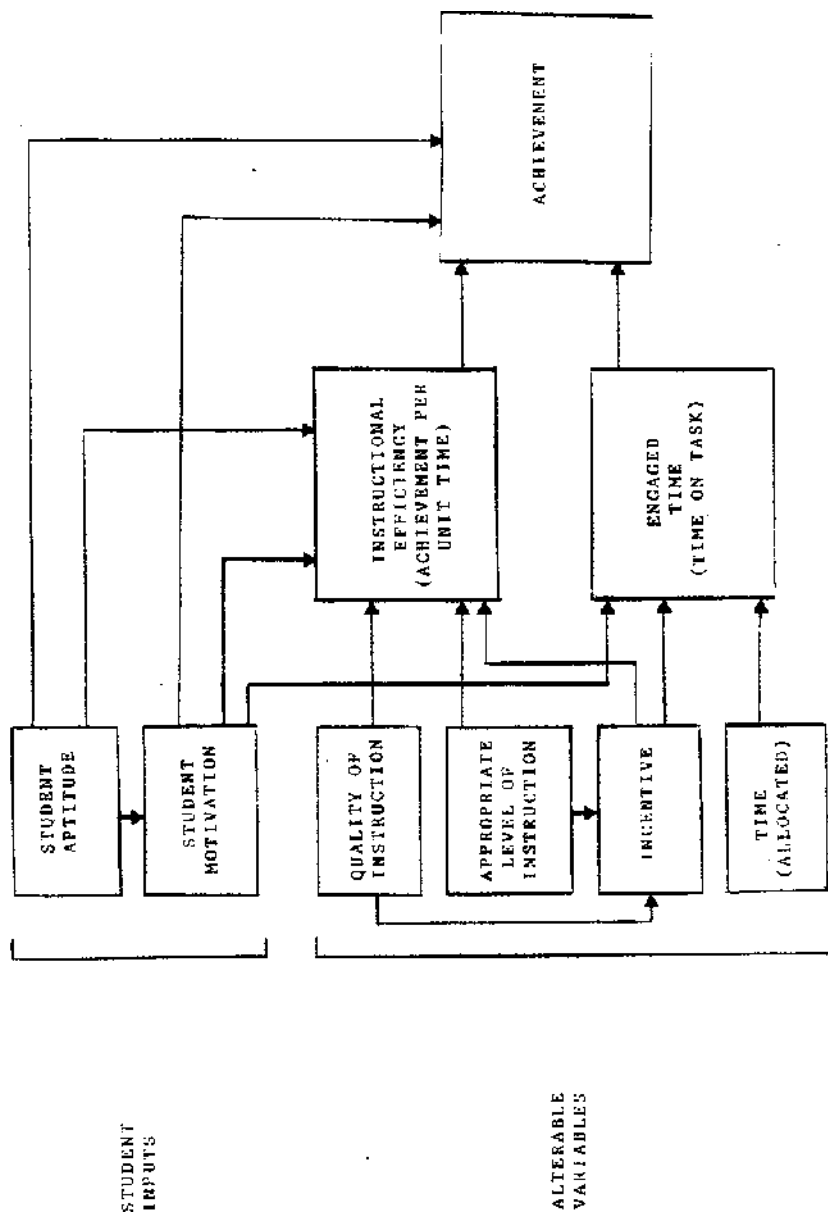 STUDENT
INPUTS
STUDENT
APTITUDE
STUDENT
MOTIVATION
ALTERABLE
VARIABLES
QUALITY OF
INSTRUCTION
APPROPRIATE
LEVEL OF
INSTRUCTION
INCENTIVE
TIME
(ALLOCATED)
INSTRUCTIONAL
EFFICIENCY
(ACHIEVEMENT PER
UNIT TIME)
ENGAGED
TIME
(TIME ON TASK)
ACHIEVEMENT